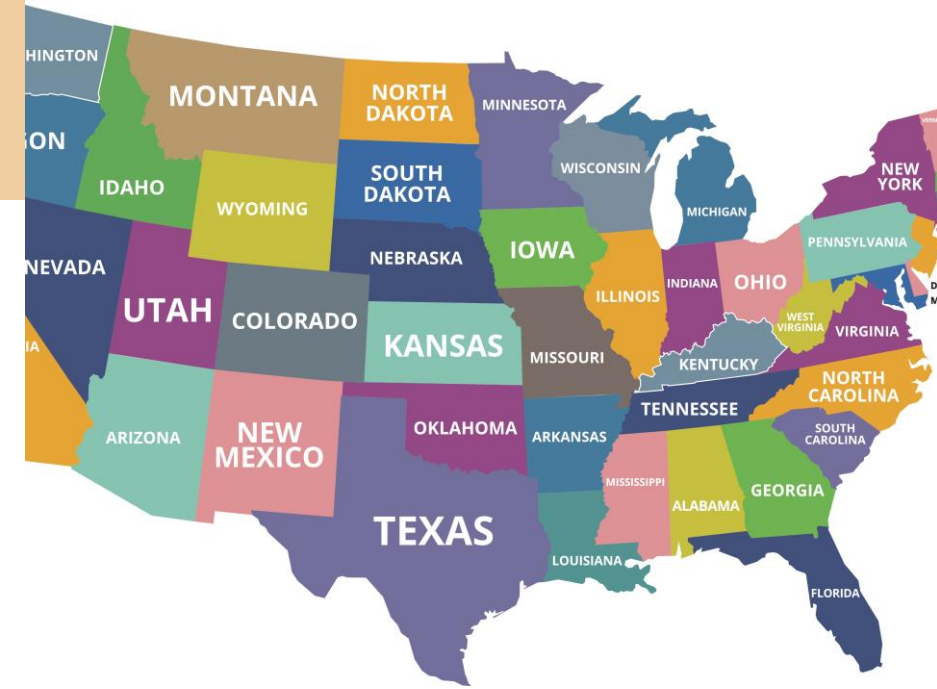 HINGTON
MONTANA
NORTH
DAKOTA
MINNESOTA
GON
IDAHO
SOUTH
DAKOTA
WISCONSIN
NEW
YORK
WYOMING
MICHIGAN
PENNSYLVANIA
NEVADA
NEBRASKA
IOWA
UTAH
COLORADO
ILLINOIS
INDIANA
OHIO
D
M
WEST
VIRGINIA
VIRGINIA
IA
KANSAS
MISSOURI
KENTUCKY
NORTH
CAROLINA
ARIZONA
NEW
MEXICO
OKLAHOMA
ARKANSAS
TENNESSEE
SOUTH
CAROLINA
MISSISSIPPI
ALABAMA
GEORGIA
TEXAS
LOUISIANA
FLORIDA